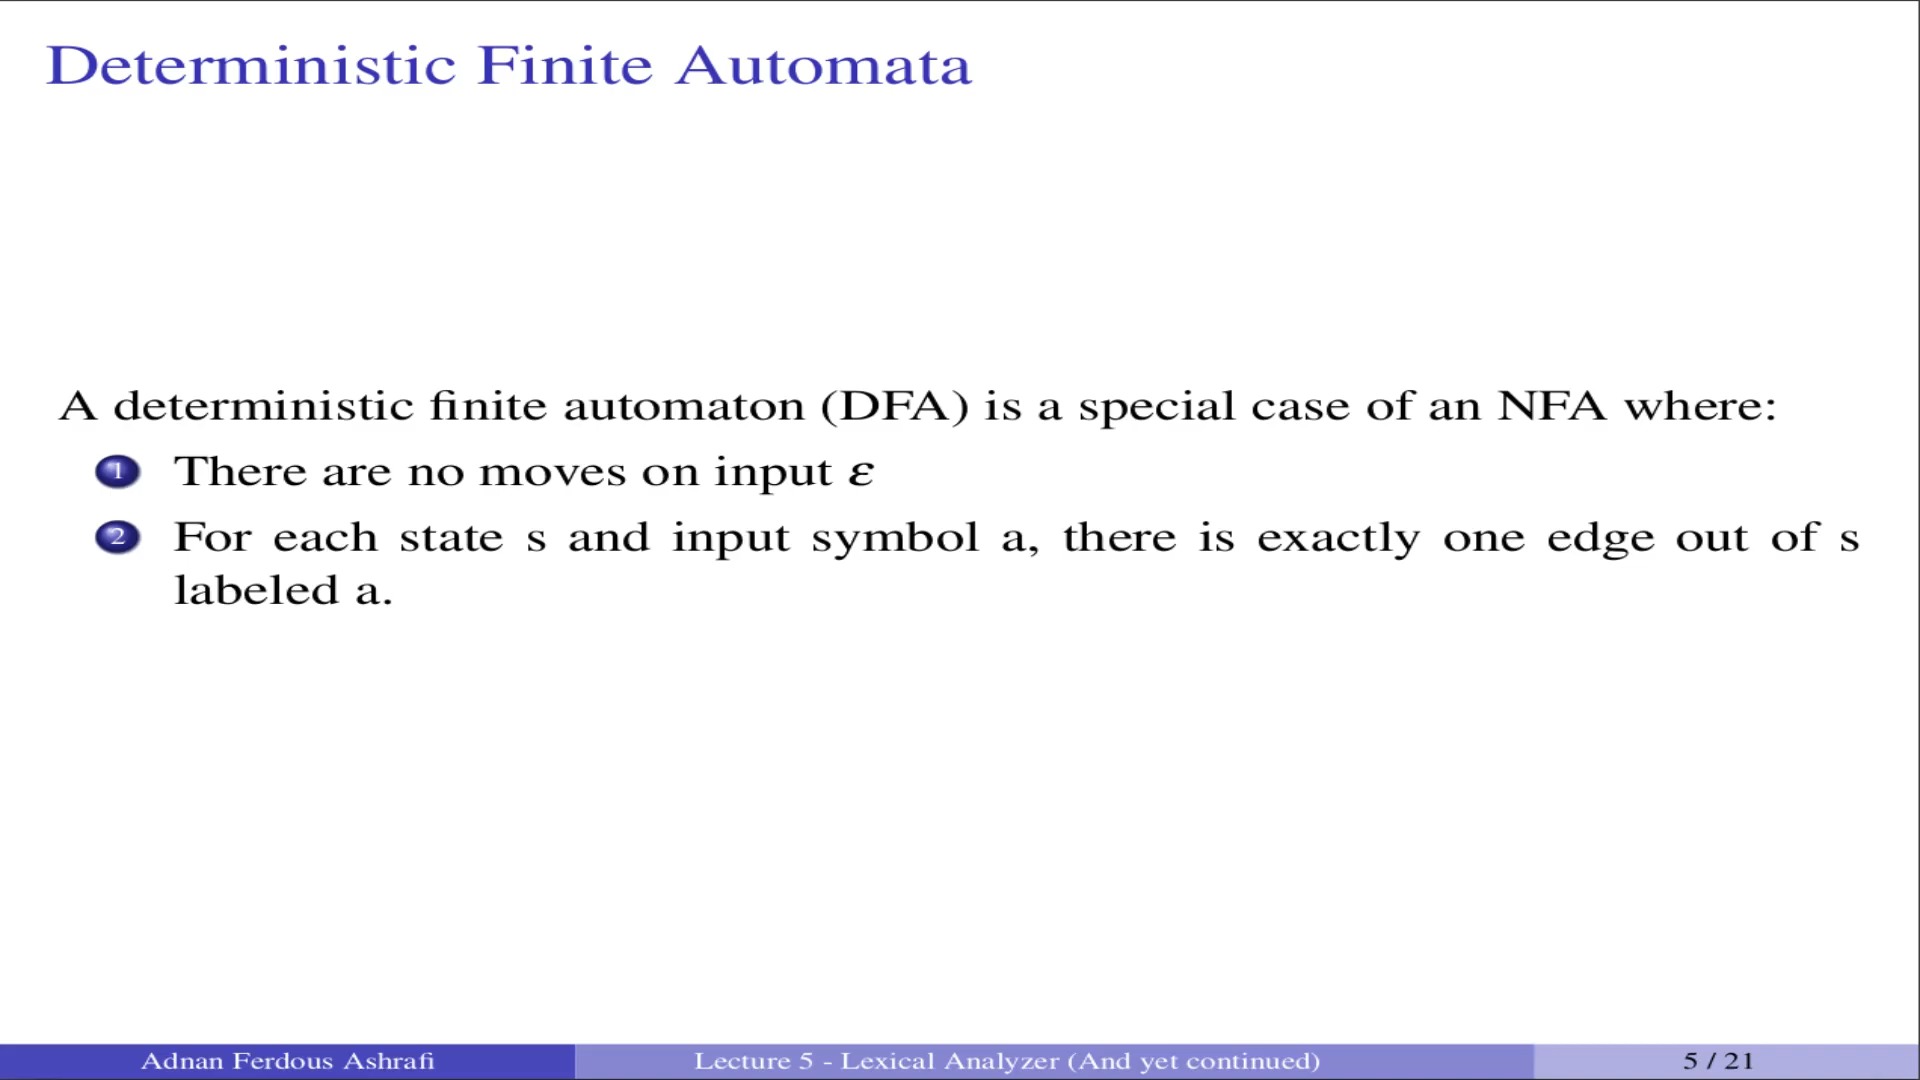 Deterministic Finite Automata
A deterministic finite automaton (DFA) is a special case of an NFA where:
1 There are no moves on input ε
2 For each state s and input symbol a, there is exactly one edge out of s
labeled a.
Adnan Ferdous Ashrafi
Lecture 5 - Lexical Analyzer (And yet continued)
5 / 21